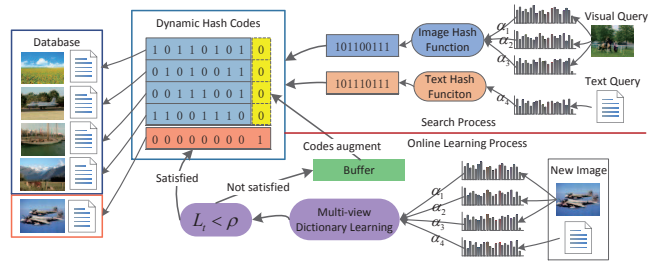 Database
Dynamic Hash Codes
1 0 1 1 0 1 0 1 0
0 1 0 1 0 0 1 1 0
0 0 1 1 1 0 1 0 0
1 1 0 0 1 1 1 0 0
0 0 0 0 0 0 0 0 1
101100111
101110111
Image Hash
Function
Text Hash
Funciton
α1
α2
α3
α4
Visual Query
Text Query
Search Process
Online Learning Process
Codes augment
Buffer
Satisfied
Not satisfied
Lt < ρ
Multi-view
Dictionary Learning
α1
α2
α3
α4
New Image